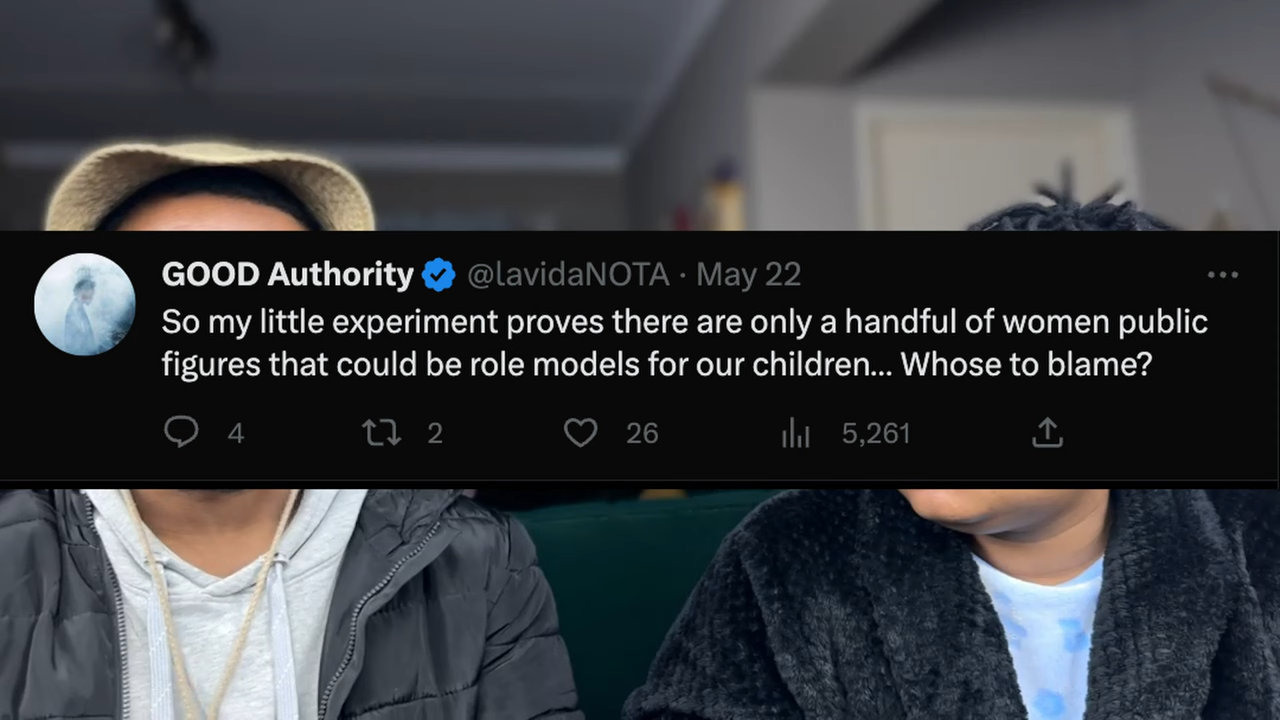 GOOD Authority @lavidaNOTA · May 22
So my little experiment proves there are only a handful of women public
figures that could be role models for our children... Whose to blame?
4 2 26 5,261